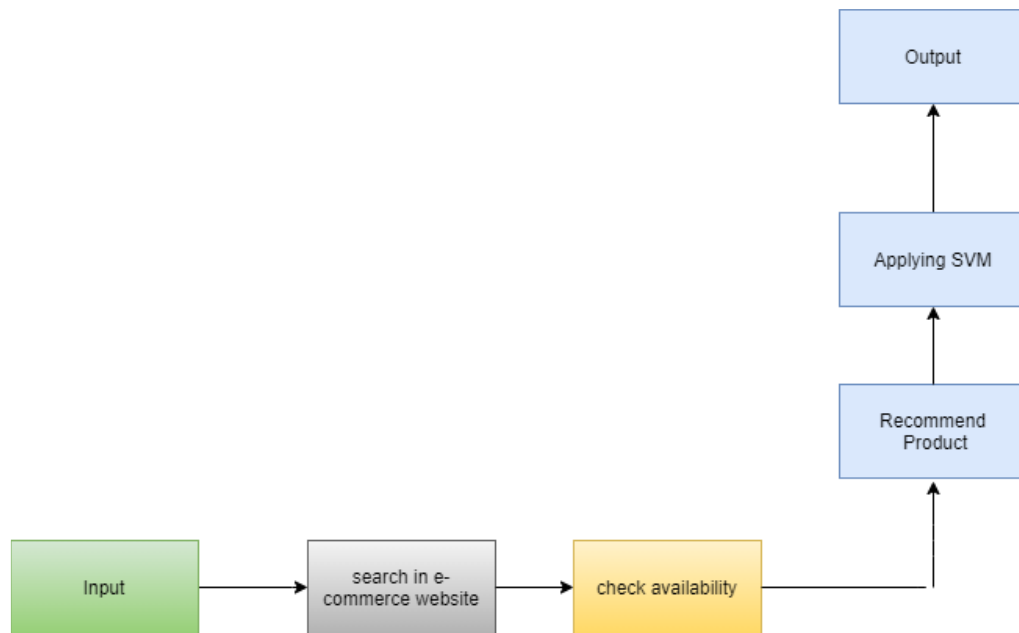 Output
Applying SVM
Recommend
Product
Input
search in e-
commerce website
check availability